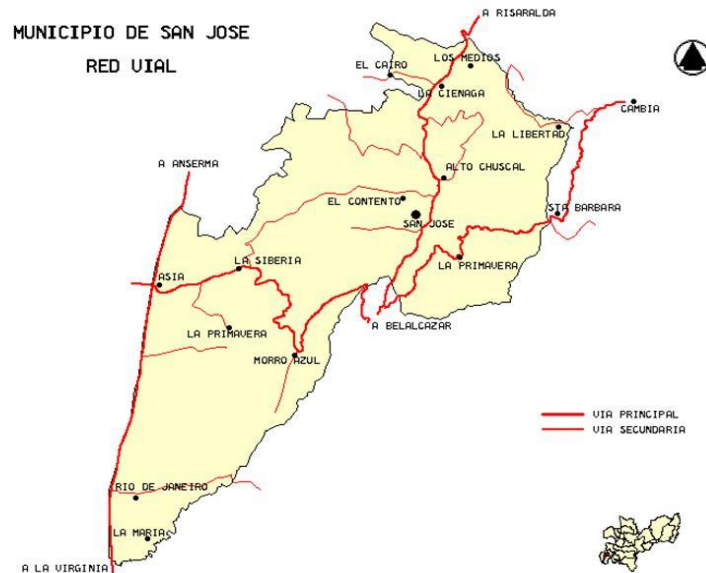 MUNICIPIO DE SAN JOSE
RED VIAL
A RISARALDA
LOS MEDIOS
EL CAIRO
LA CIENAGA
CAMBIA
LA LIBERTAD
A ANSERMA
ALTO CHUSCAL
EL CONTENTO
SAN JOSE
STA BARBARA
LA SIBERIA
LA PRIMAVERA
ASIA
LA PRIMAVERA
A BELALCAZAR
MORRO AZUL
VIA PRINCIPAL
VIA SECUNDARIA
RIO DE JANEIRO
LA MARIA
A LA VIRGINIA